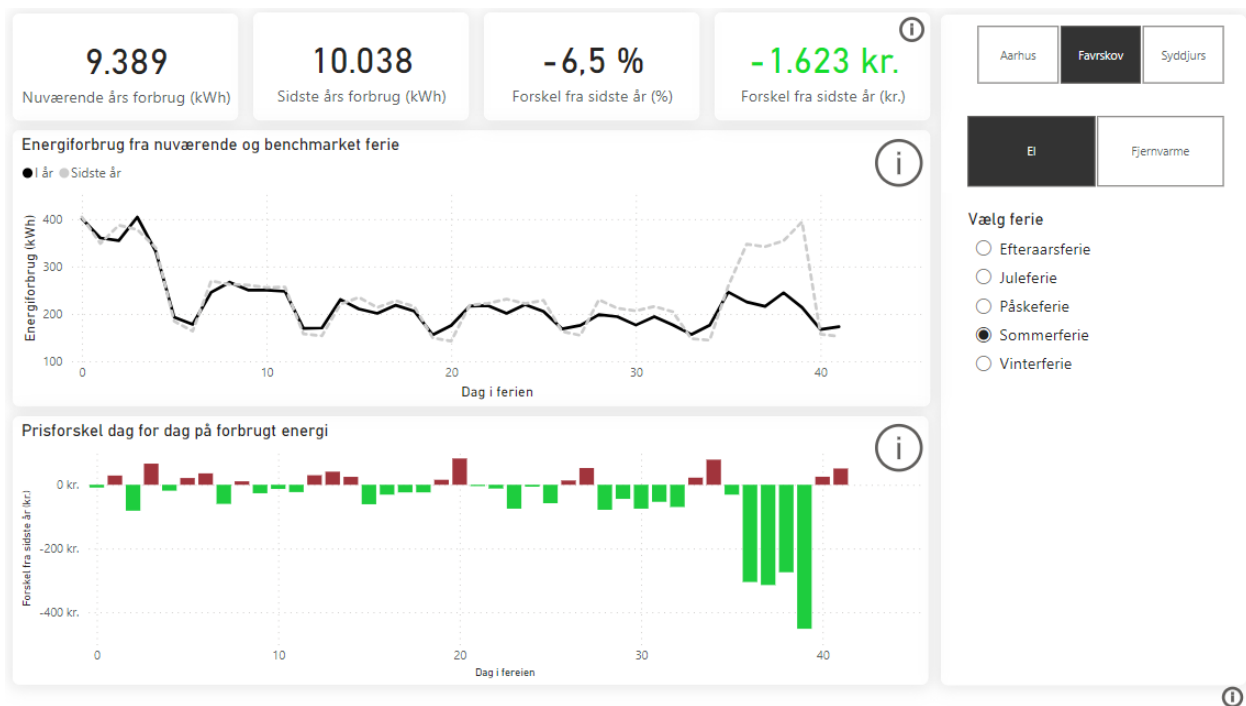 9.389
Nuværende års forbrug (kWh)
10.038
Sidste års forbrug (kWh)
-6,5 %
Forskel fra sidste år (%)
-1.623 kr.
Forskel fra sidste år (kr.)
Aarhus
Favrskov
Syddjurs
El
Fjernvarme
Vælg ferie
Efteraarsferie
Juleferie
Påskeferie
Sommerferie
Vinterferie
Energiforbrug fra nuværende og benchmarket ferie
I år
Sidste år
Energiforbrug (kWh)
400
300
200
100
0
10
20
30
40
Dag i ferien
Prisforskel dag for dag på forbrugt energi
Forskel fra sidste år (kr.)
0 kr.
-200 kr.
-400 kr.
0
10
20
30
40
Dag i fereien